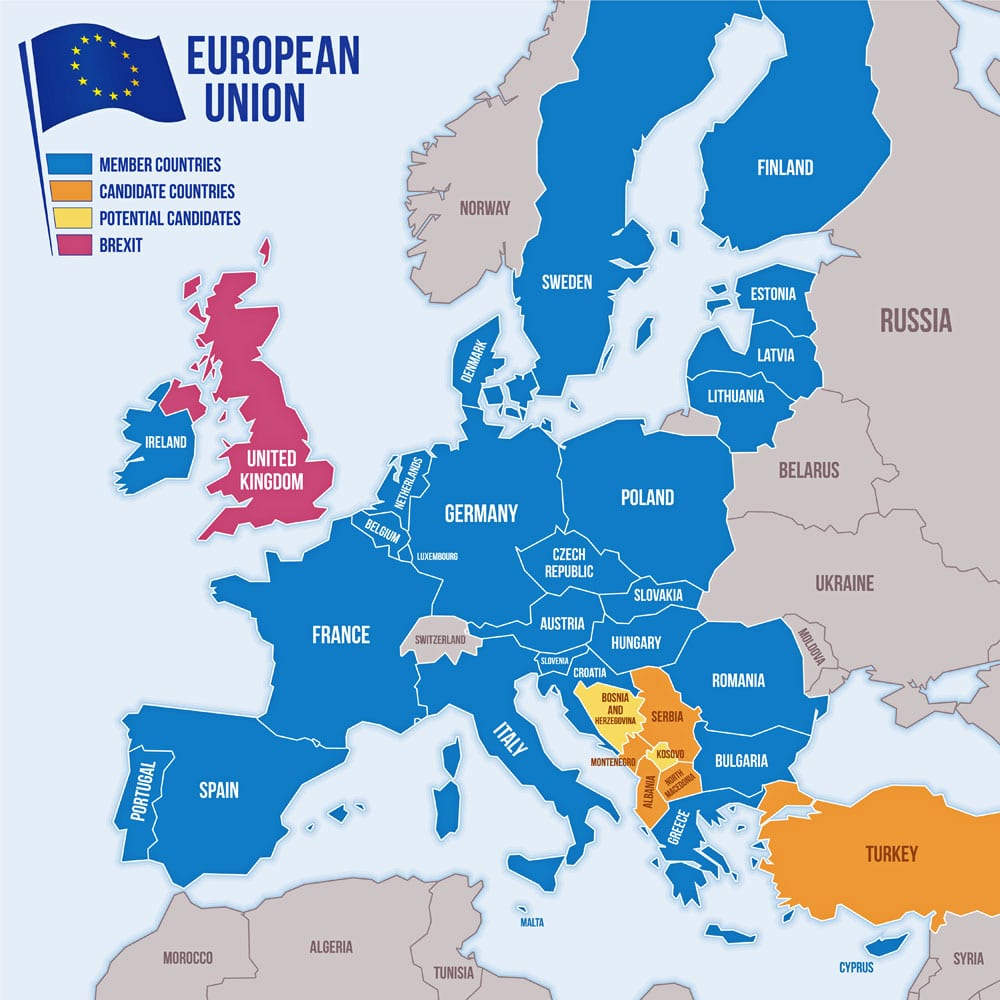 EUROPEAN
UNION
MEMBER COUNTRIES
CANDIDATE COUNTRIES
POTENTIAL CANDIDATES
BREXIT
FINLAND
NORWAY
SWEDEN
ESTONIA
RUSSIA
LATVIA
DENMARK
LITHUANIA
IRELAND
UNITED
KINGDOM
BELARUS
NETHERLANDS
POLAND
GERMANY
BELGIUM
LUXEMBOURG
CZECH
REPUBLIC
UKRAINE
SLOVAKIA
AUSTRIA
FRANCE
SWITZERLAND
HUNGARY
MOLDOVA
SLOVENIA
CROATIA
ROMANIA
BOSNIA
AND
HERZEGOVINA
SERBIA
ITALY
KOSOVO
MONTENEGRO
BULGARIA
NORTH
MACEDONIA
ALBANIA
PORTUGAL
SPAIN
GREECE
TURKEY
MALTA
CYPRUS
MOROCCO
ALGERIA
TUNISIA
SYRIA